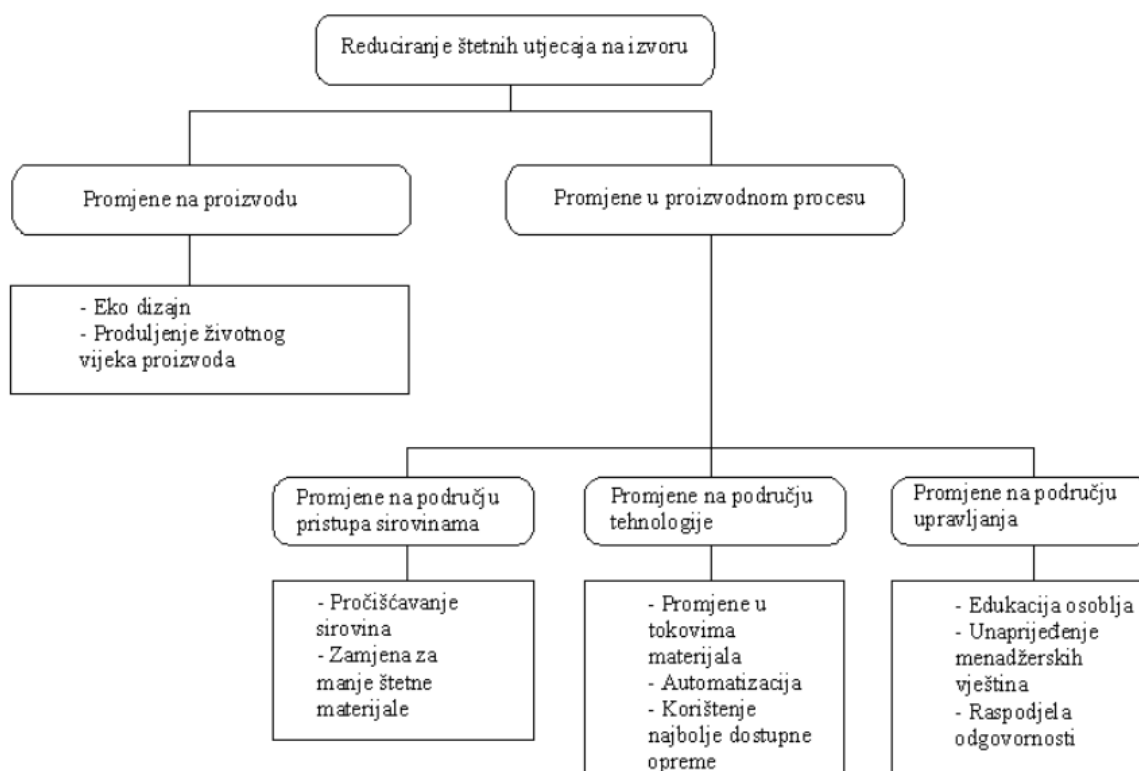 Reduciranje štetnih utjecaja na izvoru
Promjene na proizvodu
Promjene u proizvodnom procesu
- Eko dizajn
- Produljenje životnog
vijeka proizvoda
Promjene na području
pristupa sirovinama
Promjene na području
tehnologije
Promjene na području
upravljanja
- Pročišćavanje
sirovina
- Zamjena za
manje štetne
materijale
- Promjene u
tokovima
materijala
- Automatizacija
- Korištenje
najbolje dostupne
opreme
- Edukacija osoblja
- Unaprijeđenje
menadžerskih
vještina
- Raspodjela
odgovornosti